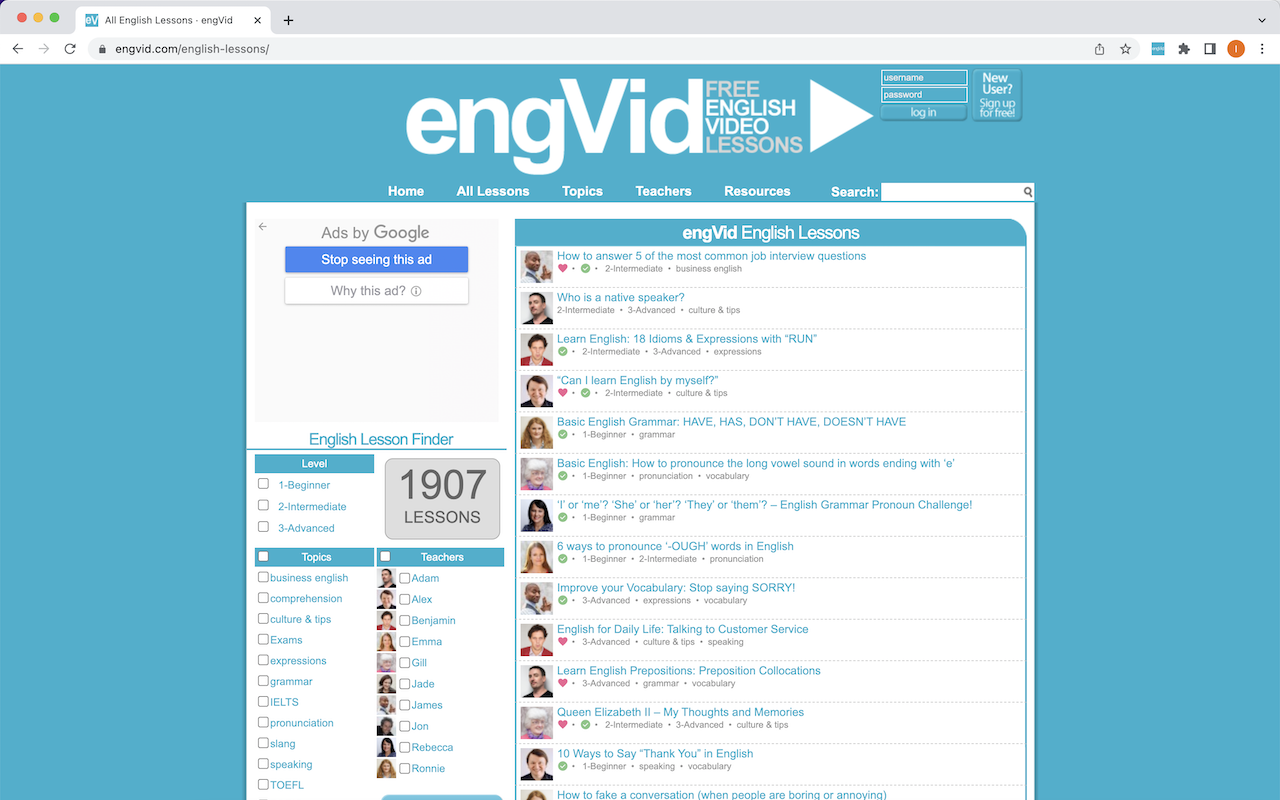 eV All English Lessons · engVid
engvid.com/english-lessons/
I
engVid
FREE
ENGLISH
VIDEO
LESSONS
username
password
log in
New
User?
Sign up
for free!
Home All Lessons Topics Teachers Resources Search:
Ads by Google
Stop seeing this ad
Why this ad?
English Lesson Finder
Level
1-Beginner
2-Intermediate
3-Advanced
1907
LESSONS
Topics
business english
comprehension
culture & tips
Exams
expressions
grammar
IELTS
pronunciation
slang
speaking
TOEFL
Teachers
Adam
Alex
Benjamin
Emma
Gill
Jade
James
Jon
Rebecca
Ronnie
engVid English Lessons
How to answer 5 of the most common job interview questions
• • 2-Intermediate • business english
Who is a native speaker?
2-Intermediate • 3-Advanced • culture & tips
Learn English: 18 Idioms & Expressions with “RUN”
• 2-Intermediate • 3-Advanced • expressions
“Can I learn English by myself?”
• • 2-Intermediate • culture & tips
Basic English Grammar: HAVE, HAS, DON’T HAVE, DOESN’T HAVE
• 1-Beginner • grammar
Basic English: How to pronounce the long vowel sound in words ending with ‘e’
• 1-Beginner • pronunciation • vocabulary
‘I’ or ‘me’? ‘She’ or ‘her’? ‘They’ or ‘them’? – English Grammar Pronoun Challenge!
• 1-Beginner • grammar
6 ways to pronounce ‘-OUGH’ words in English
• 1-Beginner • 2-Intermediate • pronunciation
Improve your Vocabulary: Stop saying SORRY!
• 3-Advanced • expressions • vocabulary
English for Daily Life: Talking to Customer Service
• 3-Advanced • culture & tips • speaking
Learn English Prepositions: Preposition Collocations
• 3-Advanced • grammar • vocabulary
Queen Elizabeth II – My Thoughts and Memories
• • 2-Intermediate • 3-Advanced • culture & tips
10 Ways to Say “Thank You” in English
• 1-Beginner • speaking • vocabulary
How to fake a conversation (when people are boring or annoying)